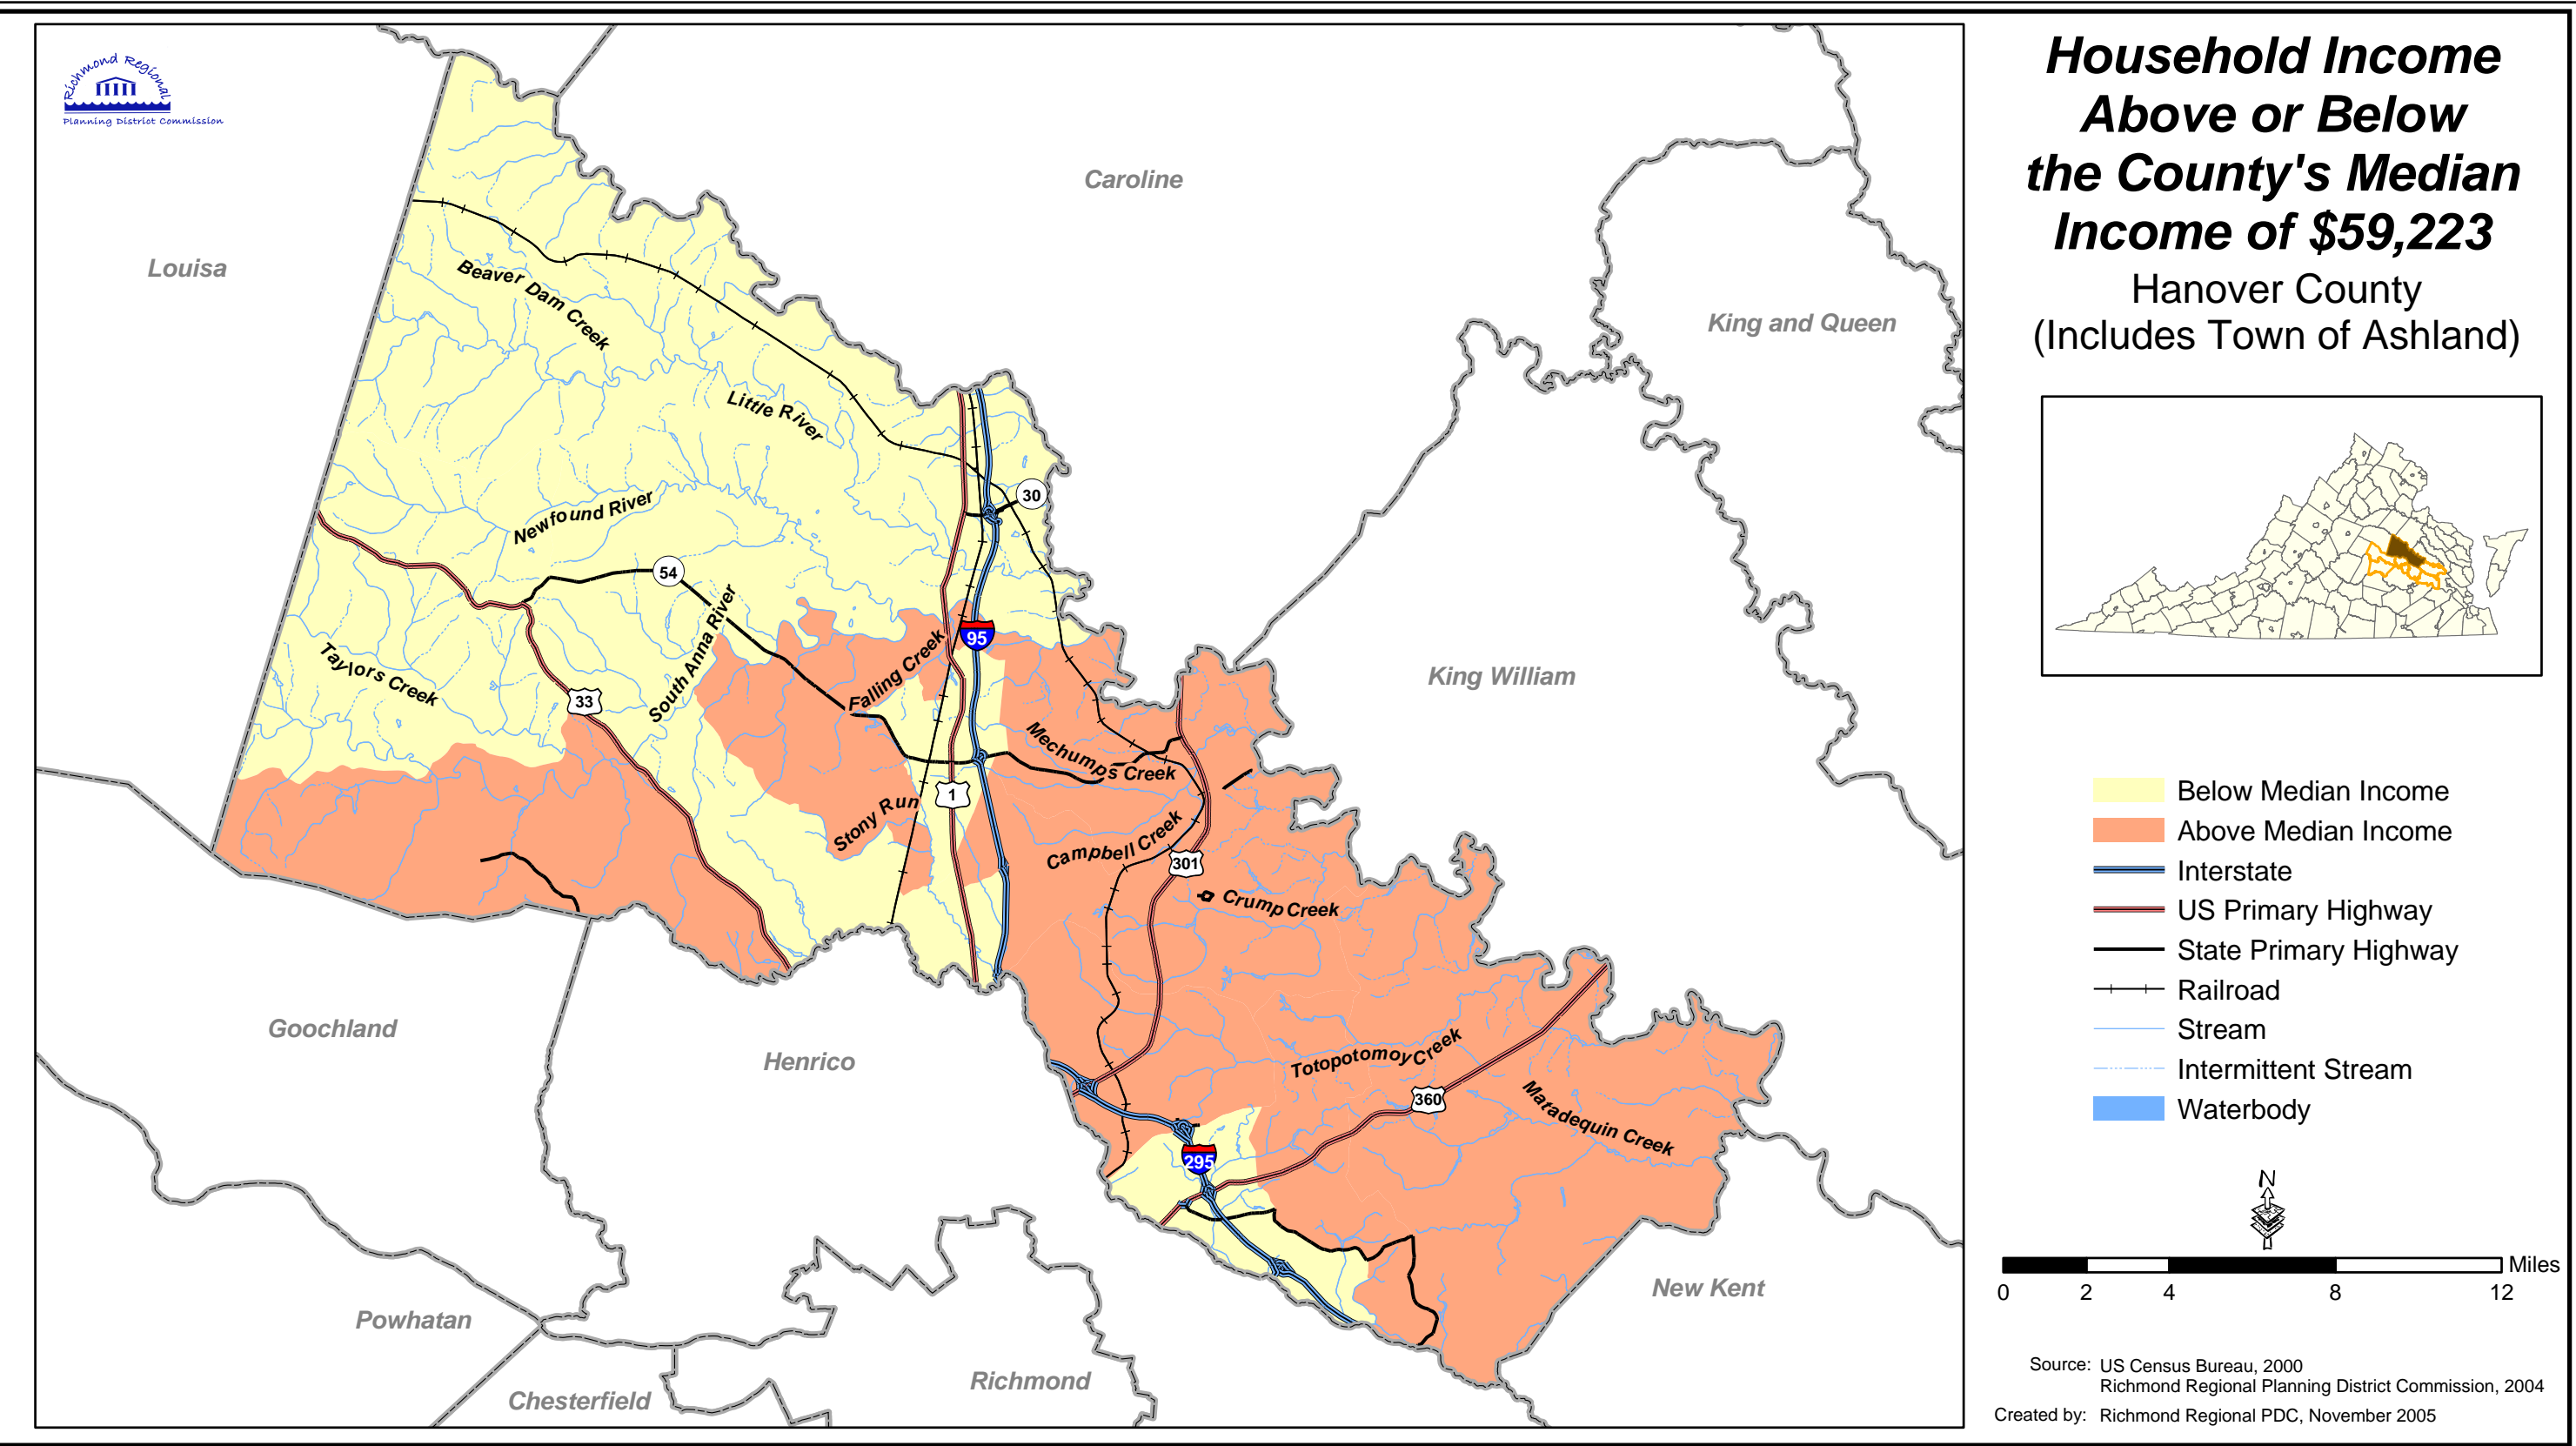 Richmond Regional
Planning District Commission
Household Income
Above or Below
the County's Median
Income of $59,223
Hanover County
(Includes Town of Ashland)
Louisa
Caroline
King and Queen
King William
Goochland
Henrico
Powhatan
Chesterfield
Richmond
New Kent
Beaver Dam Creek
Little River
Newfound River
30
54
South Anna River
95
Falling Creek
Taylors Creek
33
Mechumps Creek
1
Stony Run
Campbell Creek
301
Crump Creek
Totopotomoy Creek
360
Matadequin Creek
295
Below Median Income
Above Median Income
Interstate
US Primary Highway
State Primary Highway
Railroad
Stream
Intermittent Stream
Waterbody
N
Miles
0 2 4 8 12
Source: US Census Bureau, 2000
Richmond Regional Planning District Commission, 2004
Created by: Richmond Regional PDC, November 2005